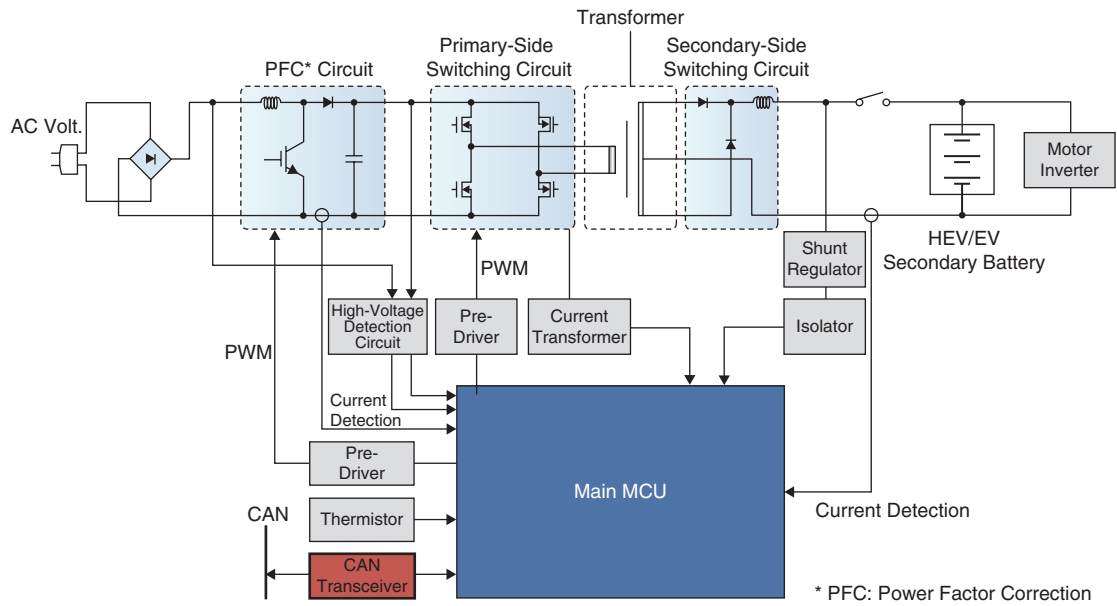 Transformer
Primary-Side
Switching Circuit
Secondary-Side
Switching Circuit
PFC* Circuit
AC Volt.
Motor
Inverter
HEV/EV
Secondary Battery
Shunt
Regulator
Isolator
PWM
High-Voltage
Detection
Circuit
Pre-
Driver
Current
Transformer
PWM
Current
Detection
Pre-
Driver
Main MCU
Thermistor
CAN
CAN
Transceiver
Current Detection
* PFC: Power Factor Correction